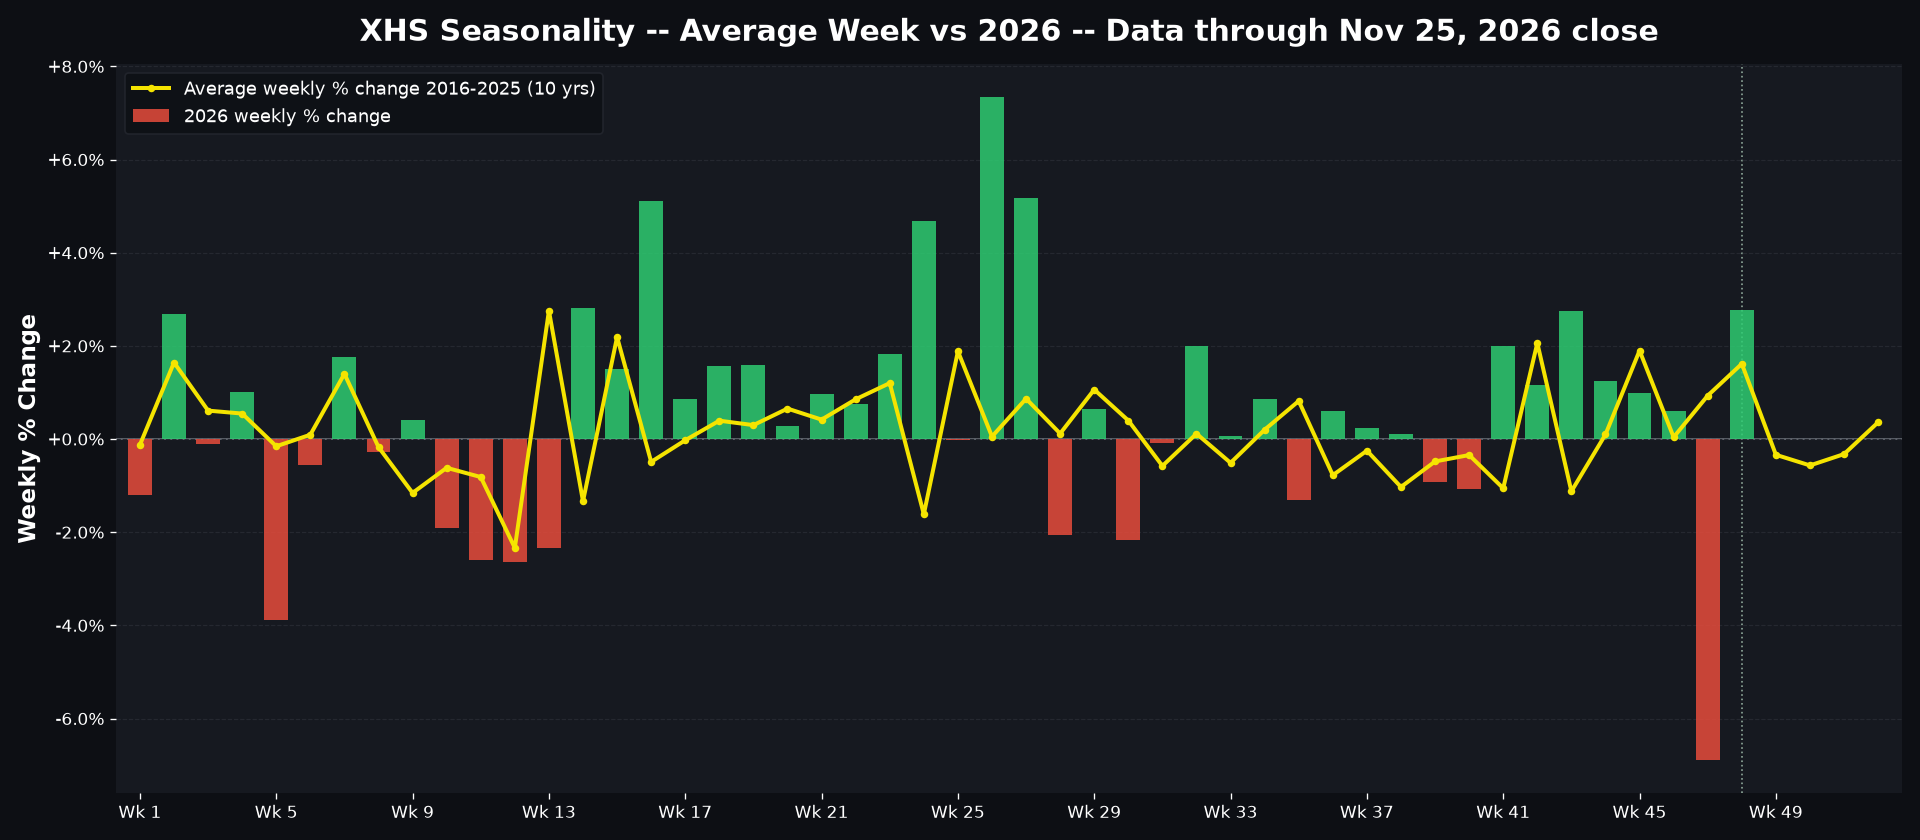 XHS Seasonality -- Average Week vs 2026 -- Data through Nov 25, 2026 close
Average weekly % change 2016-2025 (10 yrs)
2026 weekly % change
Weekly % Change
+8.0%
+6.0%
+4.0%
+2.0%
+0.0%
-2.0%
-4.0%
-6.0%
Wk 1 Wk 5 Wk 9 Wk 13 Wk 17 Wk 21 Wk 25 Wk 29 Wk 33 Wk 37 Wk 41 Wk 45 Wk 49